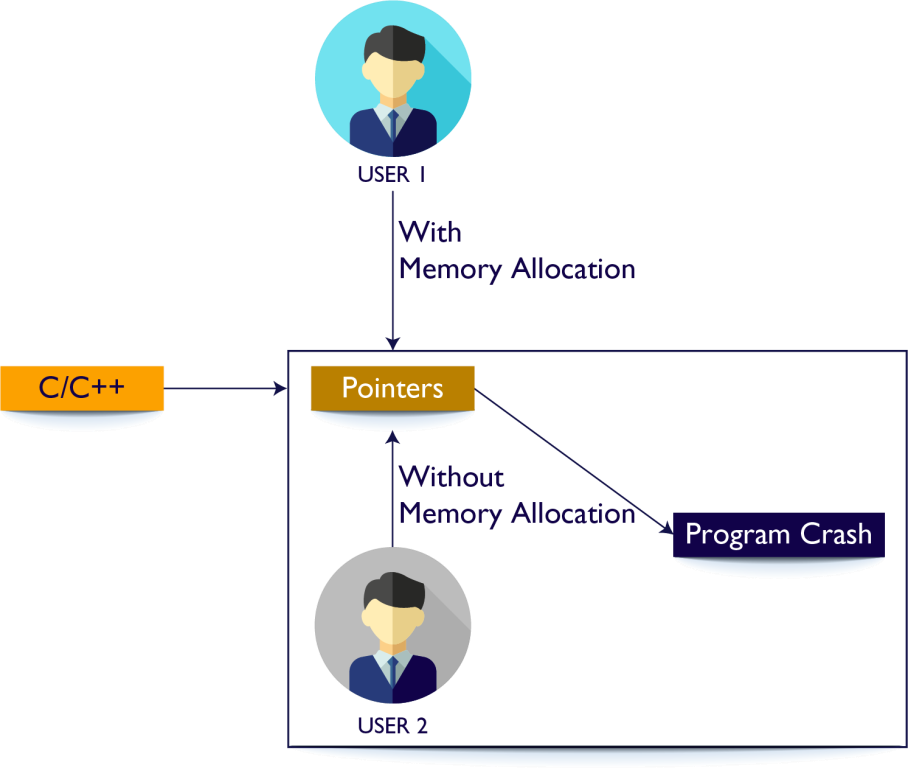 USER 1
With
Memory Allocation
C/C++
Pointers
Without
Memory Allocation
Program Crash
USER 2